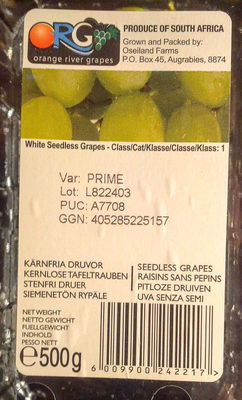 ORG
orange river grapes
PRODUCE OF SOUTH AFRICA
Grown and Packed by:
Oseiland Farms
P.O. Box 45, Augrabies, 8874
White Seedless Grapes - Class/Cat/Klasse/Classe/Klass: 1
Var: PRIME
Lot: L822403
PUC: A7708
GGN: 405285225157
KÄRNFRIA DRUVOR
KERNLOSE TAFELTRAUBEN
STENFRI DRUER
SIEMENETÖN RYPÄLE
SEEDLESS GRAPES
RAISINS SANS PEPINS
PITLOZE DRUIVEN
UVA SENZA SEMI
NET WEIGHT
NETTO GEWICHT
FUELLGEWICHT
INDHOLD
PESSO NETT
℮500g
6 009900 242217 >